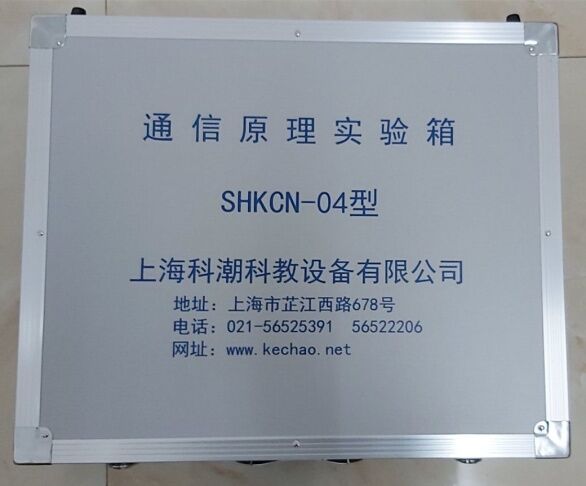 通信原理实验箱
SHKCN-04型
上海科潮科教设备有限公司
地址：上海市芷江西路678号
电话：021-56525391 56522206
网址：www.kechao.net